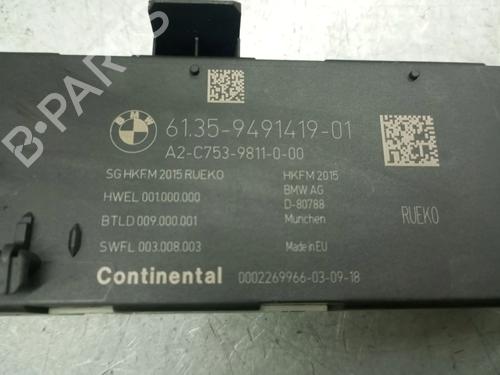 BMW
61.35-9491419-01
A2-C753-9811-0-00
SG HKFM 2015 RUEKO
HWEL 001.000.000
BTLD 009.000.001
SWFL 003.008.003
HKFM 2015
BMW AG
D-80788
Munchen
Made in EU
RUEKO
Continental 0002269966-03-09-18